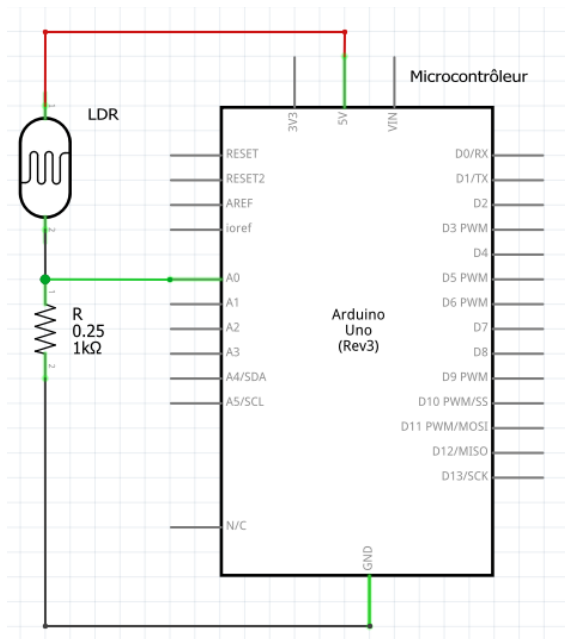 Microcontrôleur
LDR
1
2
3V3
5V
VIN
RESET
RESET2
AREF
ioref
A0
A1
A2
A3
A4/SDA
A5/SCL
N/C
D0/RX
D1/TX
D2
D3 PWM
D4
D5 PWM
D6 PWM
D7
D8
D9 PWM
D10 PWM/SS
D11 PWM/MOSI
D12/MISO
D13/SCK
Arduino
Uno
(Rev3)
1
R
0.25
1kΩ
2
GND